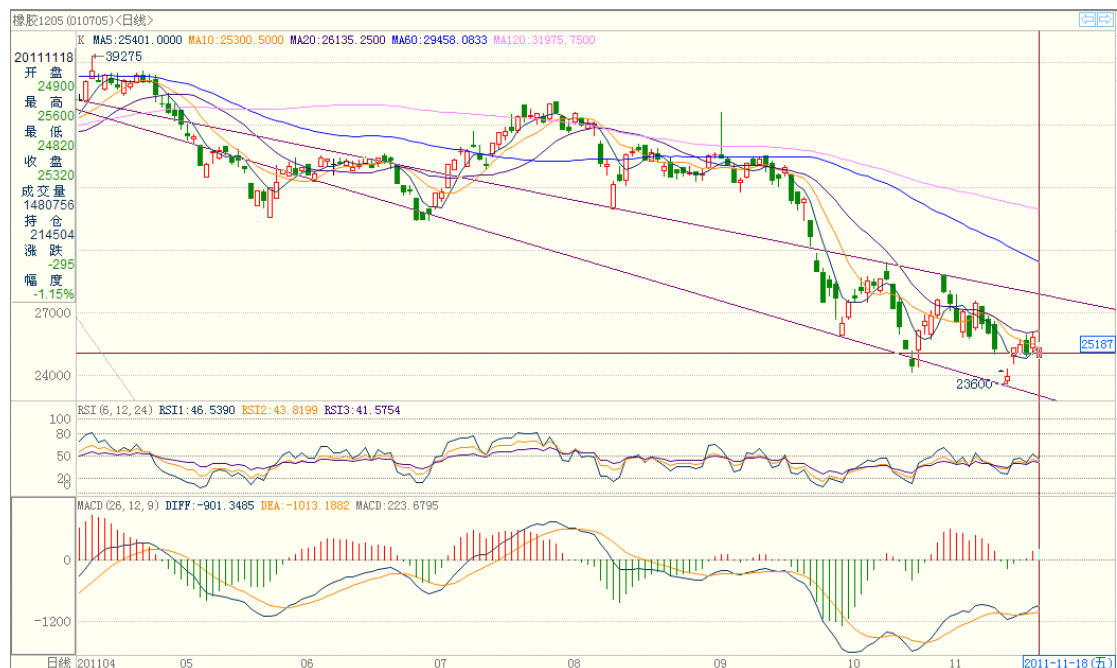 橡胶1205 (010705)<日线>
K MA5:25401.0000 MA10:25300.5000 MA20:26135.2500 MA60:29458.0833 MA120:31975.7500
20111118
开 盘
24900
最 高
25600
最 低
24820
收 盘
25320
成交量
1480756
持 仓
214504
涨 跌
-295
幅 度
-1.15%
39275
27000
25187
24000
23600
RSI(6,12,24) RSI1:46.5390 RSI2:43.8199 RSI3:41.5754
100
80
50
20
0
MACD(26,12,9) DIFF:-901.3485 DEA:-1013.1882 MACD:223.6795
0
-1200
日线 201104 05 06 07 08 09 10 11 2011-11-18(五)